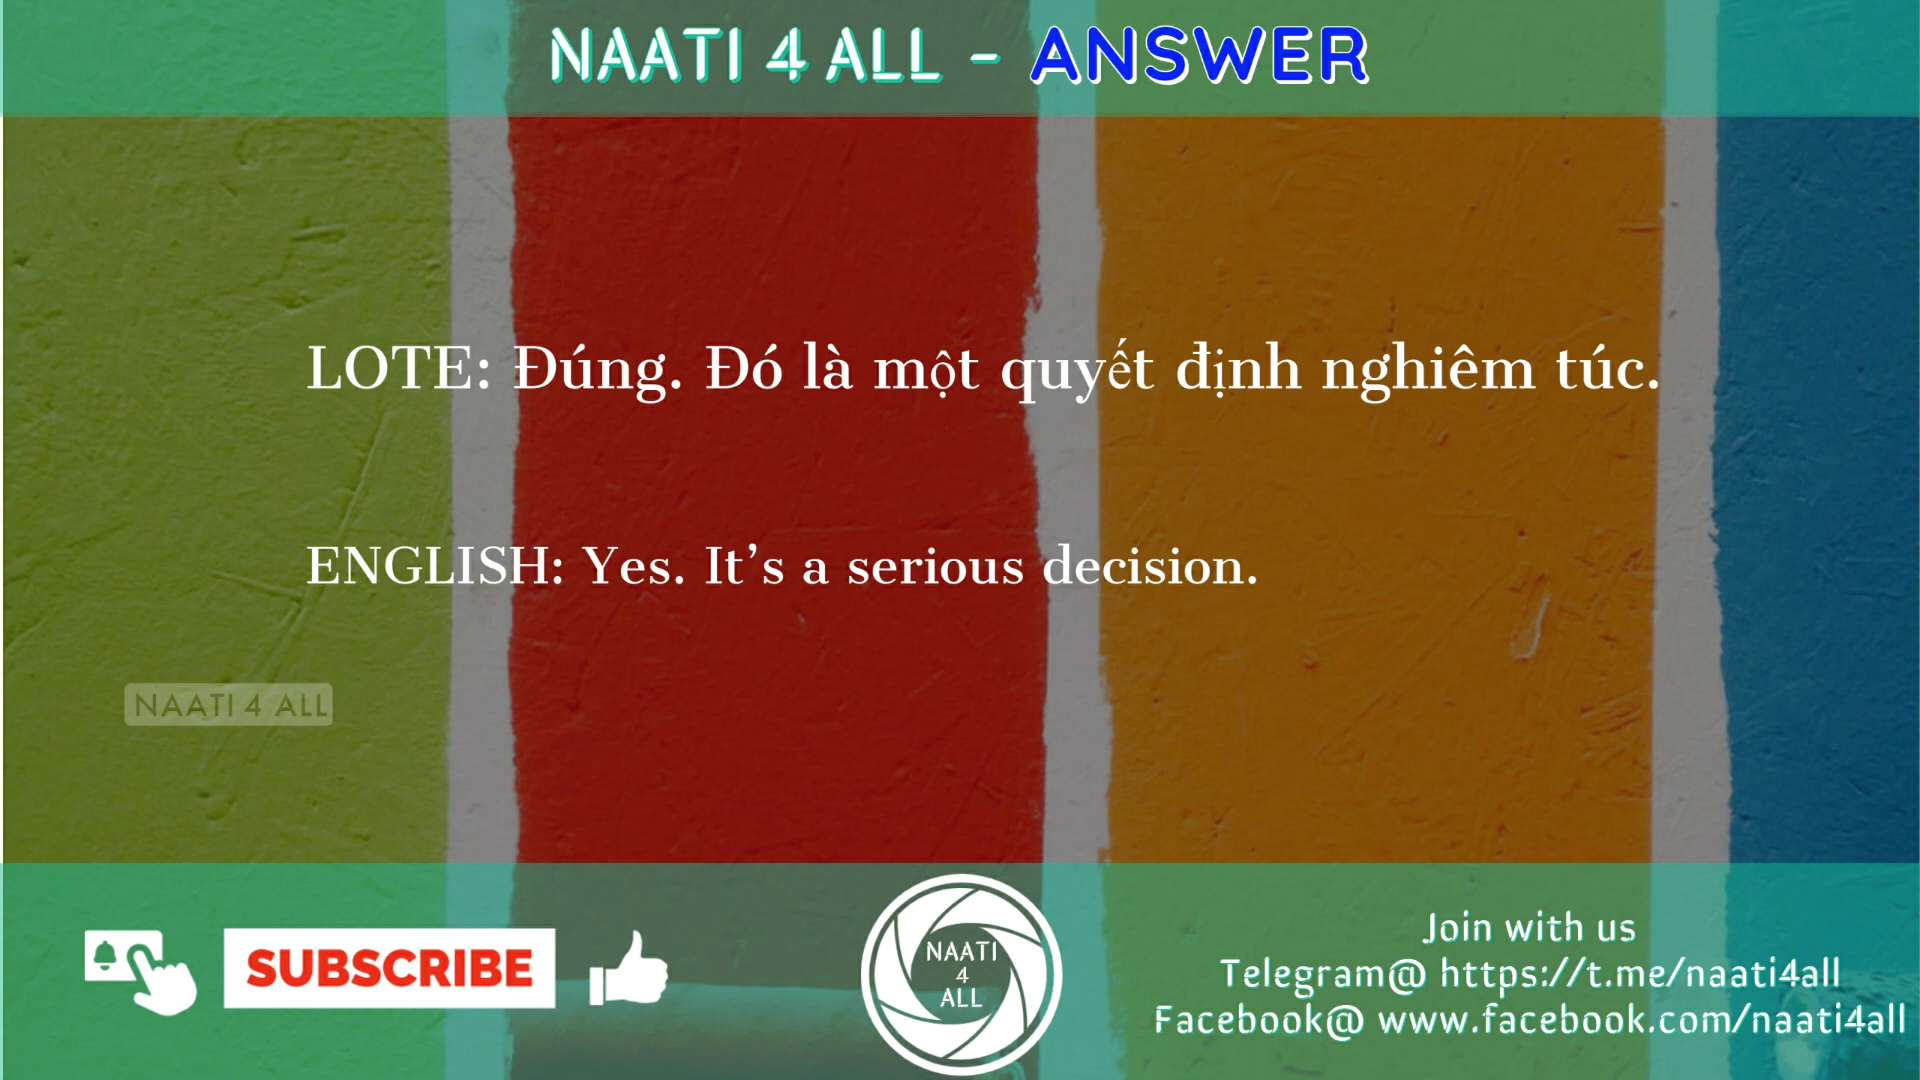 NAATI 4 ALL - ANSWER
LOTE: Đúng. Đó là một quyết định nghiêm túc.
ENGLISH: Yes. It’s a serious decision.
NAATI 4 ALL
SUBSCRIBE
NAATI
4
ALL
Join with us
Telegram@ https://t.me/naati4all
Facebook@ www.facebook.com/naati4all